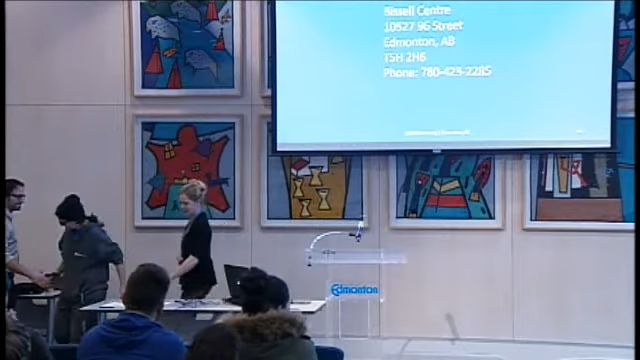 Bissell Centre
10527 96 Street
Edmonton, AB
T5H 2H6
Phone: 780-423-2285
Edmonton